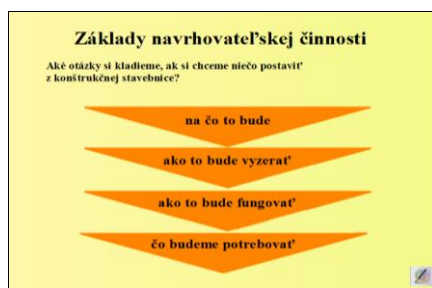 Základy navrhovateľskej činnosti
Aké otázky si kladieme, ak si chceme niečo postaviť
z konštrukčnej stavebnice?
na čo to bude
ako to bude vyzerať
ako to bude fungovať
čo budeme potrebovať